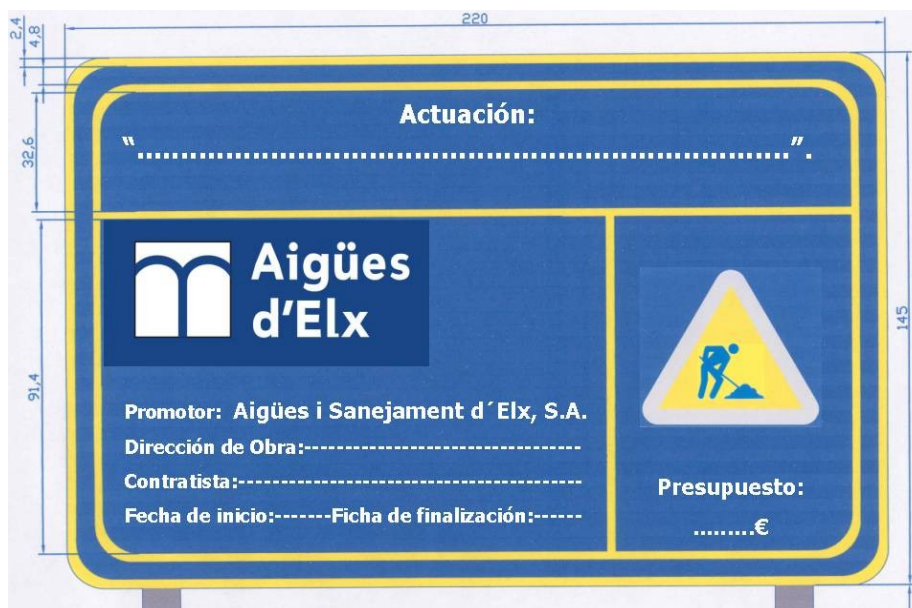 220
2,4
4,8
Actuación:
"...........................................................................".
32,6
Aigües
d'Elx
145
91,4
Promotor: Aigües i Sanejament d´Elx, S.A.
Dirección de Obra:---------------------------------
Contratista:-----------------------------------------
Fecha de inicio:-------Ficha de finalización:------
Presupuesto:
.........€